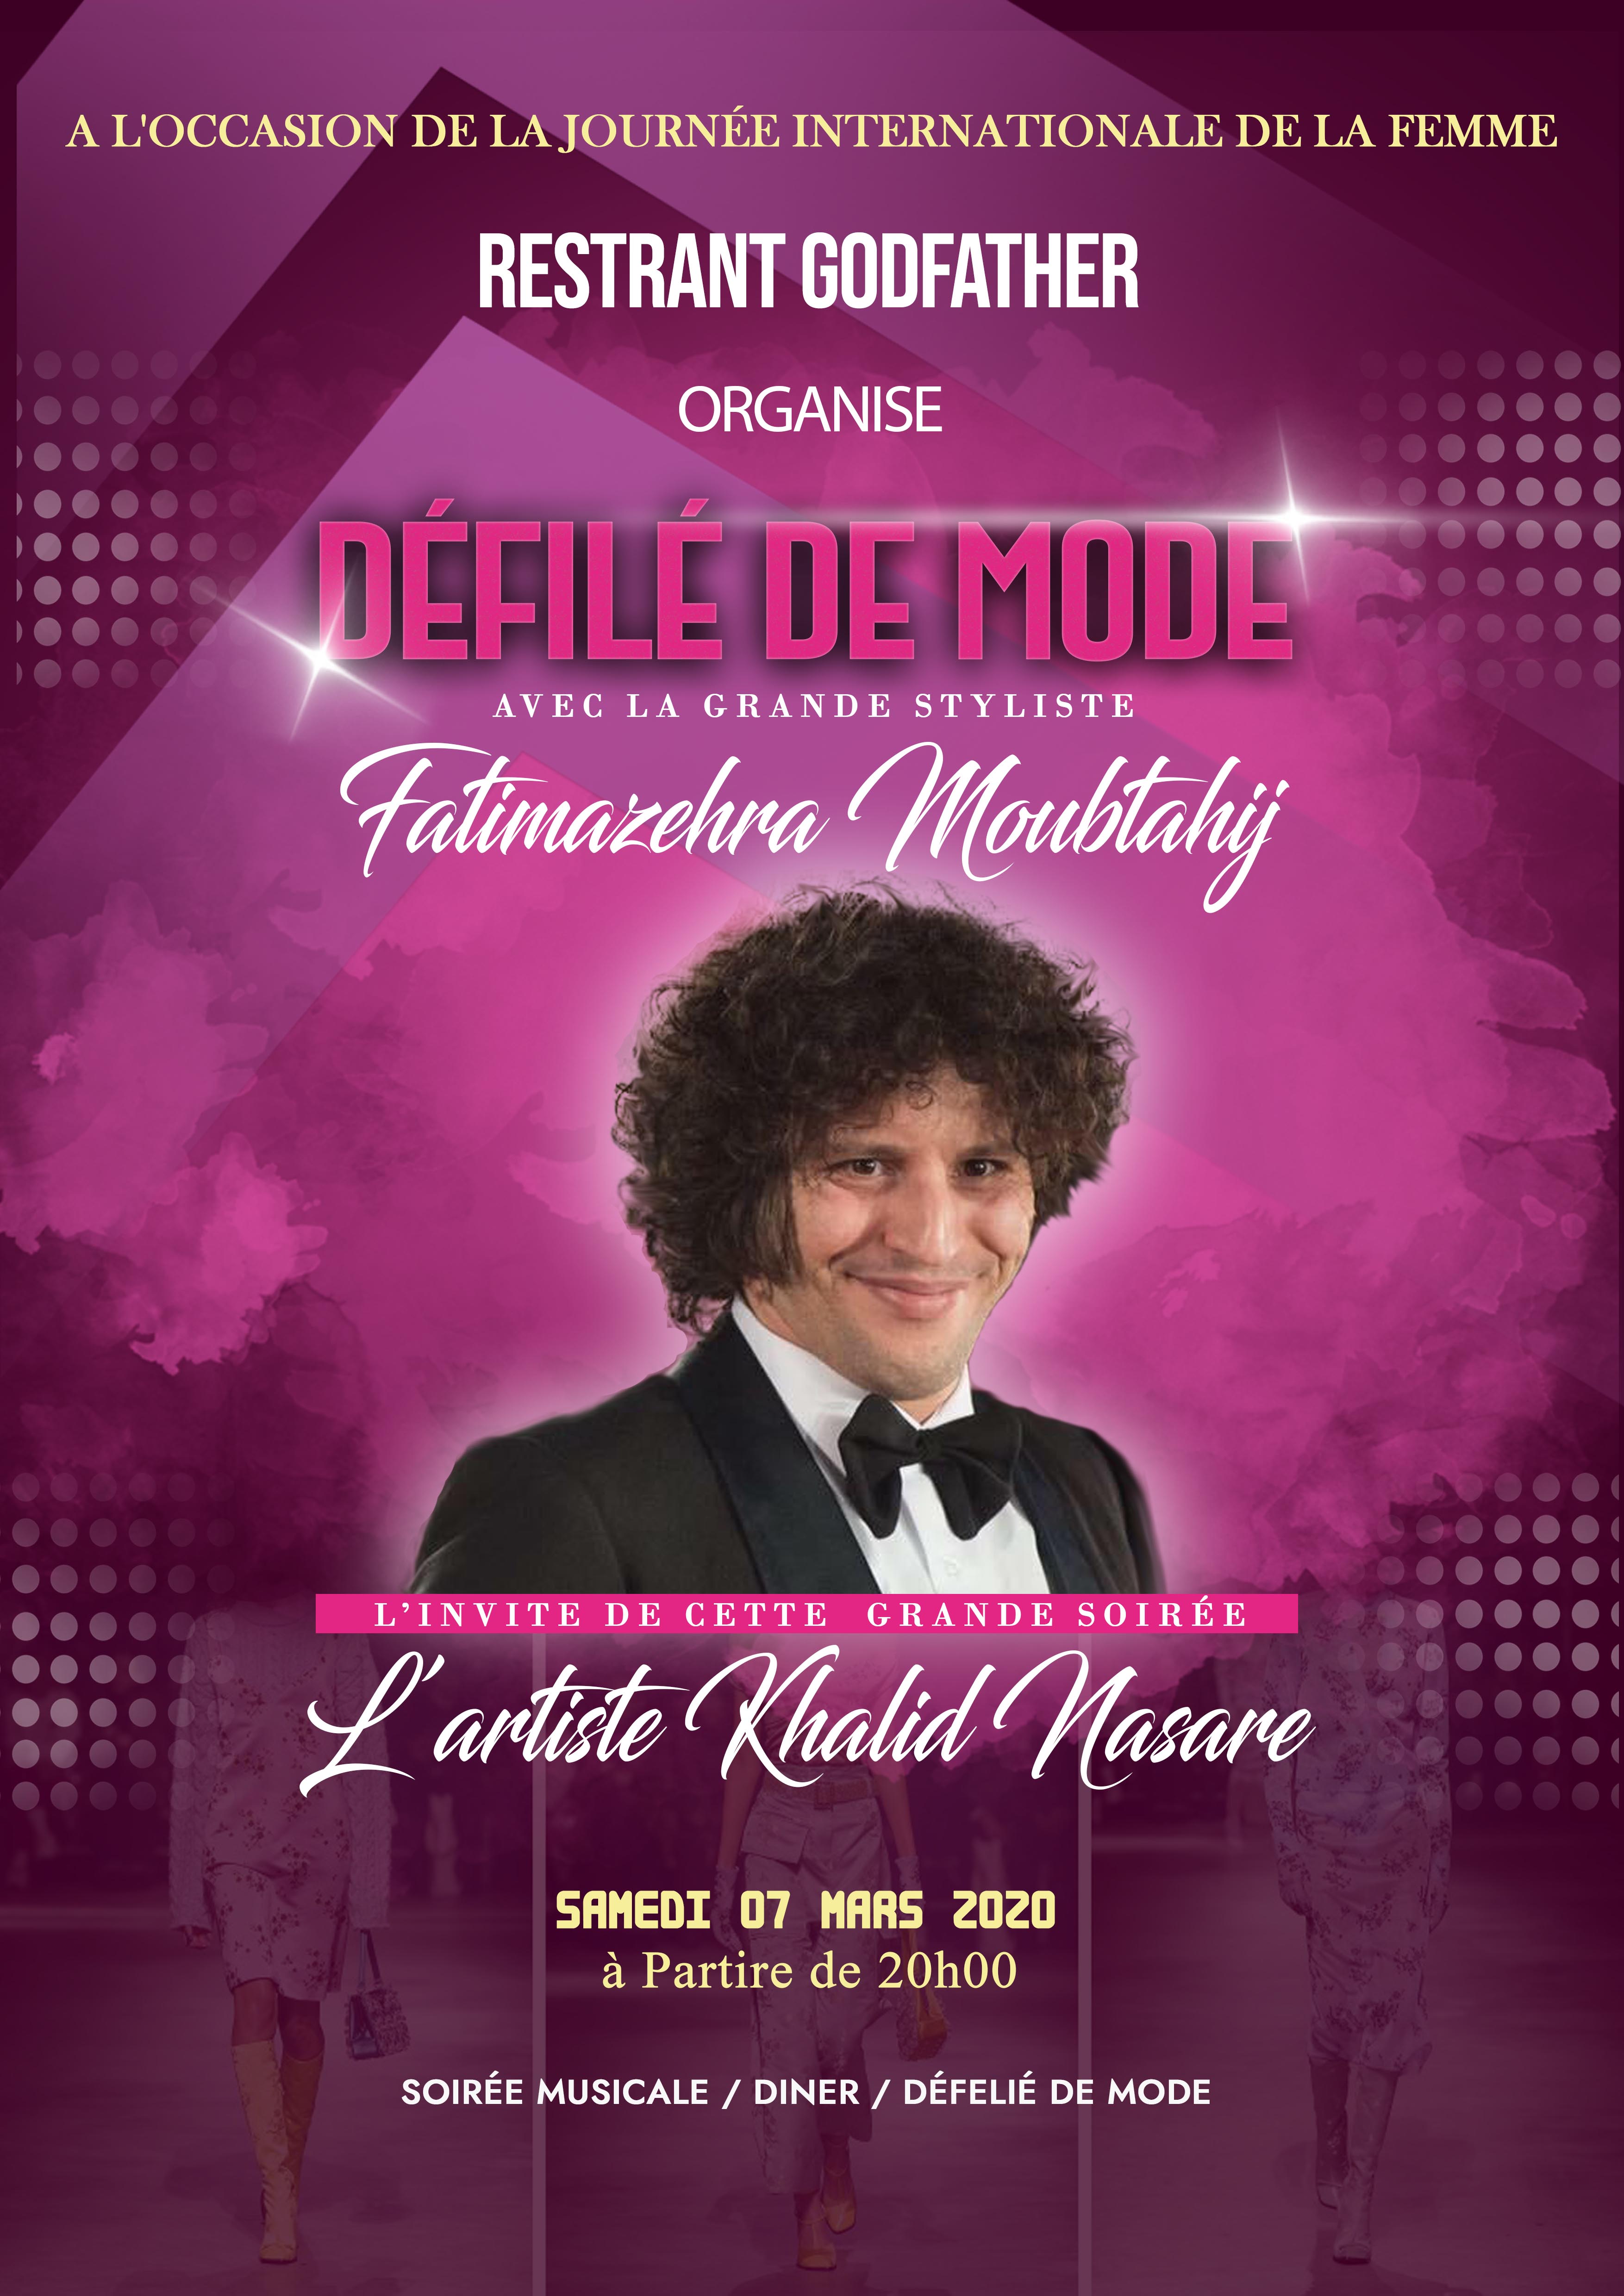 A L'OCCASION DE LA JOURNÉE INTERNATIONALE DE LA FEMME
RESTRANT GODFATHER
ORGANISE
DÉFILÉ DE MODE
AVEC LA GRANDE STYLISTE
Fatimazehra Moubtahij
L'INVITE DE CETTE GRANDE SOIRÉE
L'artiste Khalid Nasare
SAMEDI 07 MARS 2020
à Partire de 20h00
SOIRÉE MUSICALE / DINER / DÉFELIÉ DE MODE